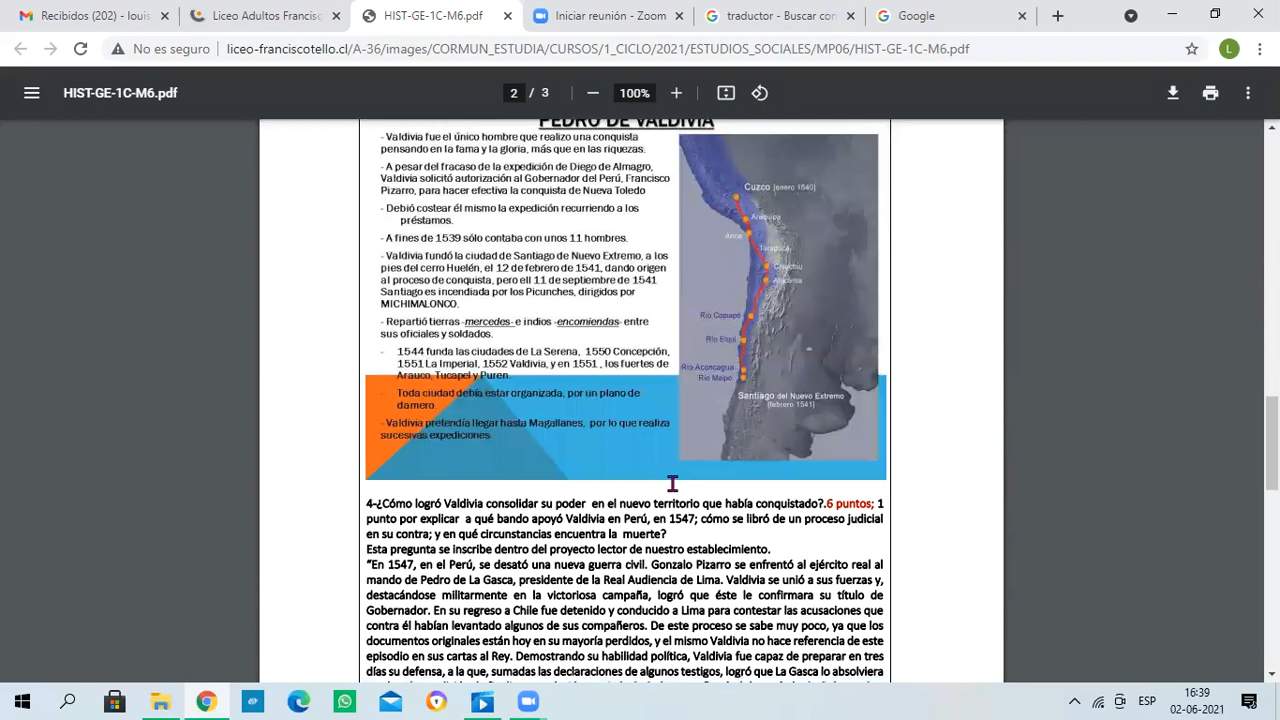 Recibidos (202) - louis
Liceo Adultos Francisc
HIST-GE-1C-M6.pdf
Iniciar reunión - Zoom
traductor - Buscar con
Google
No es seguro
liceo-franciscotello.cl/A-36/images/CORMUN_ESTUDIA/CURSOS/1_CICLO/2021/ESTUDIOS_SOCIALES/MP06/HIST-GE-1C-M6.pdf
L
HIST-GE-1C-M6.pdf
2 / 3
100%
PEDRO DE VALDIVIA
- Valdivia fue el único hombre que realizo una conquista
pensando en la fama y la gloria, más que en las riquezas.
- A pesar del fracaso de la expedición de Diego de Almagro,
Valdivia solicitó autorización al Gobernador del Perú, Francisco
Pizarro, para hacer efectiva la conquista de Nueva Toledo
- Debió costear él mismo la expedición recurriendo a los
préstamos.
- A fines de 1539 sólo contaba con unos 11 hombres.
- Valdivia fundó la ciudad de Santiago de Nuevo Extremo, a los
pies del cerro Huelén, el 12 de febrero de 1541, dando origen
al proceso de conquista, pero ell 11 de septiembre de 1541
Santiago es incendiada por los Picunches, dirigidos por
MICHIMALONCO.
- Repartió tierras -mercedes- e indios -encomiendas- entre
sus oficiales y soldados.
- 1544 funda las ciudades de La Serena, 1550 Concepción,
1551 La Imperial, 1552 Valdivia, y en 1551 , los fuertes de
Arauco, Tucapel y Puren.
- Toda ciudad debía estar organizada, por un plano de
damero.
- Valdivia pretendía llegar hasta Magallanes, por lo que realiza
sucesivas expediciones:
Cuzco (enero 1640)
Arequipa
Arica
Tarapaca
Chiuchiu
Atacama
Río Copiapó
Río Elqui
Río Aconcagua
Río Maipo
Santiago del Nuevo Extremo
(febrero 1541)
4-¿Cómo logró Valdivia consolidar su poder en el nuevo territorio que había conquistado?.6 puntos; 1
punto por explicar a qué bando apoyó Valdivia en Perú, en 1547; cómo se libró de un proceso judicial
en su contra; y en qué circunstancias encuentra la muerte?
Esta pregunta se inscribe dentro del proyecto lector de nuestro establecimiento.
"En 1547, en el Perú, se desató una nueva guerra civil. Gonzalo Pizarro se enfrentó al ejército real al
mando de Pedro de La Gasca, presidente de la Real Audiencia de Lima. Valdivia se unió a sus fuerzas y,
destacándose militarmente en la victoriosa campaña, logró que éste le confirmara su título de
Gobernador. En su regreso a Chile fue detenido y conducido a Lima para contestar las acusaciones que
contra él habían levantado algunos de sus compañeros. De este proceso se sabe muy poco, ya que los
documentos originales están hoy en su mayoría perdidos, y el mismo Valdivia no hace referencia de este
episodio en sus cartas al Rey. Demostrando su habilidad política, Valdivia fue capaz de preparar en tres
días su defensa, a la que, sumadas las declaraciones de algunos testigos, logró que La Gasca lo absolviera
ESP
16:39
02-06-2021